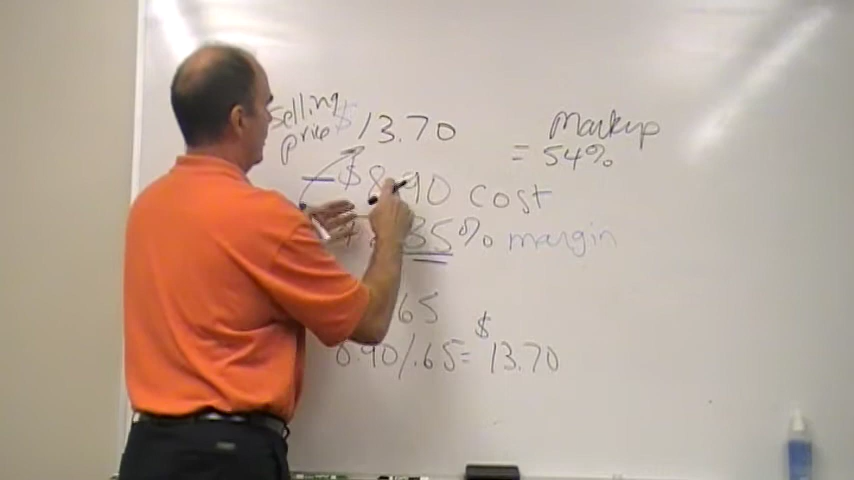 Selling
price $ 13.70
Markup
= 54%
- $8.90 cost
35% margin
65
8.90/.65= $13.70